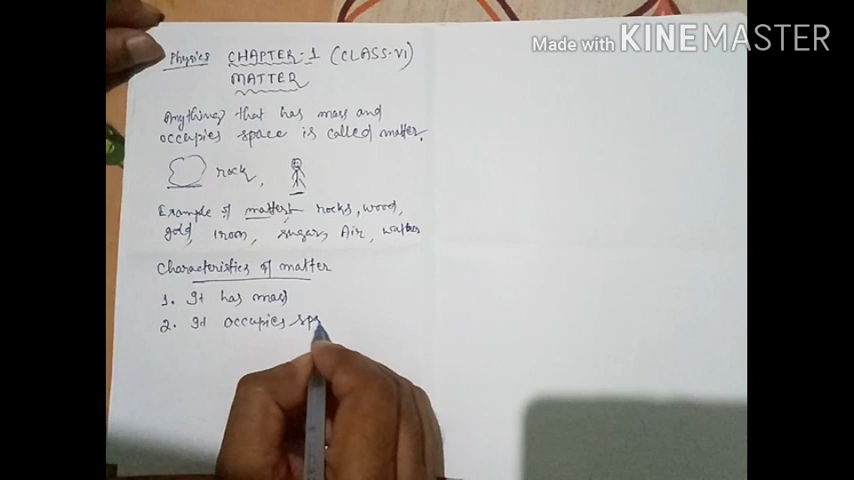 Made with KINEMASTER
Physics CHAPTER-1 (CLASS-VI)
MATTER
Anything that has mass and
occupies space is called matter.
rock,
Example of matter rocks, wood,
gold, Iron, sugar, Air, water
Characteristics of matter
1. It has mass
2. It occupies spa